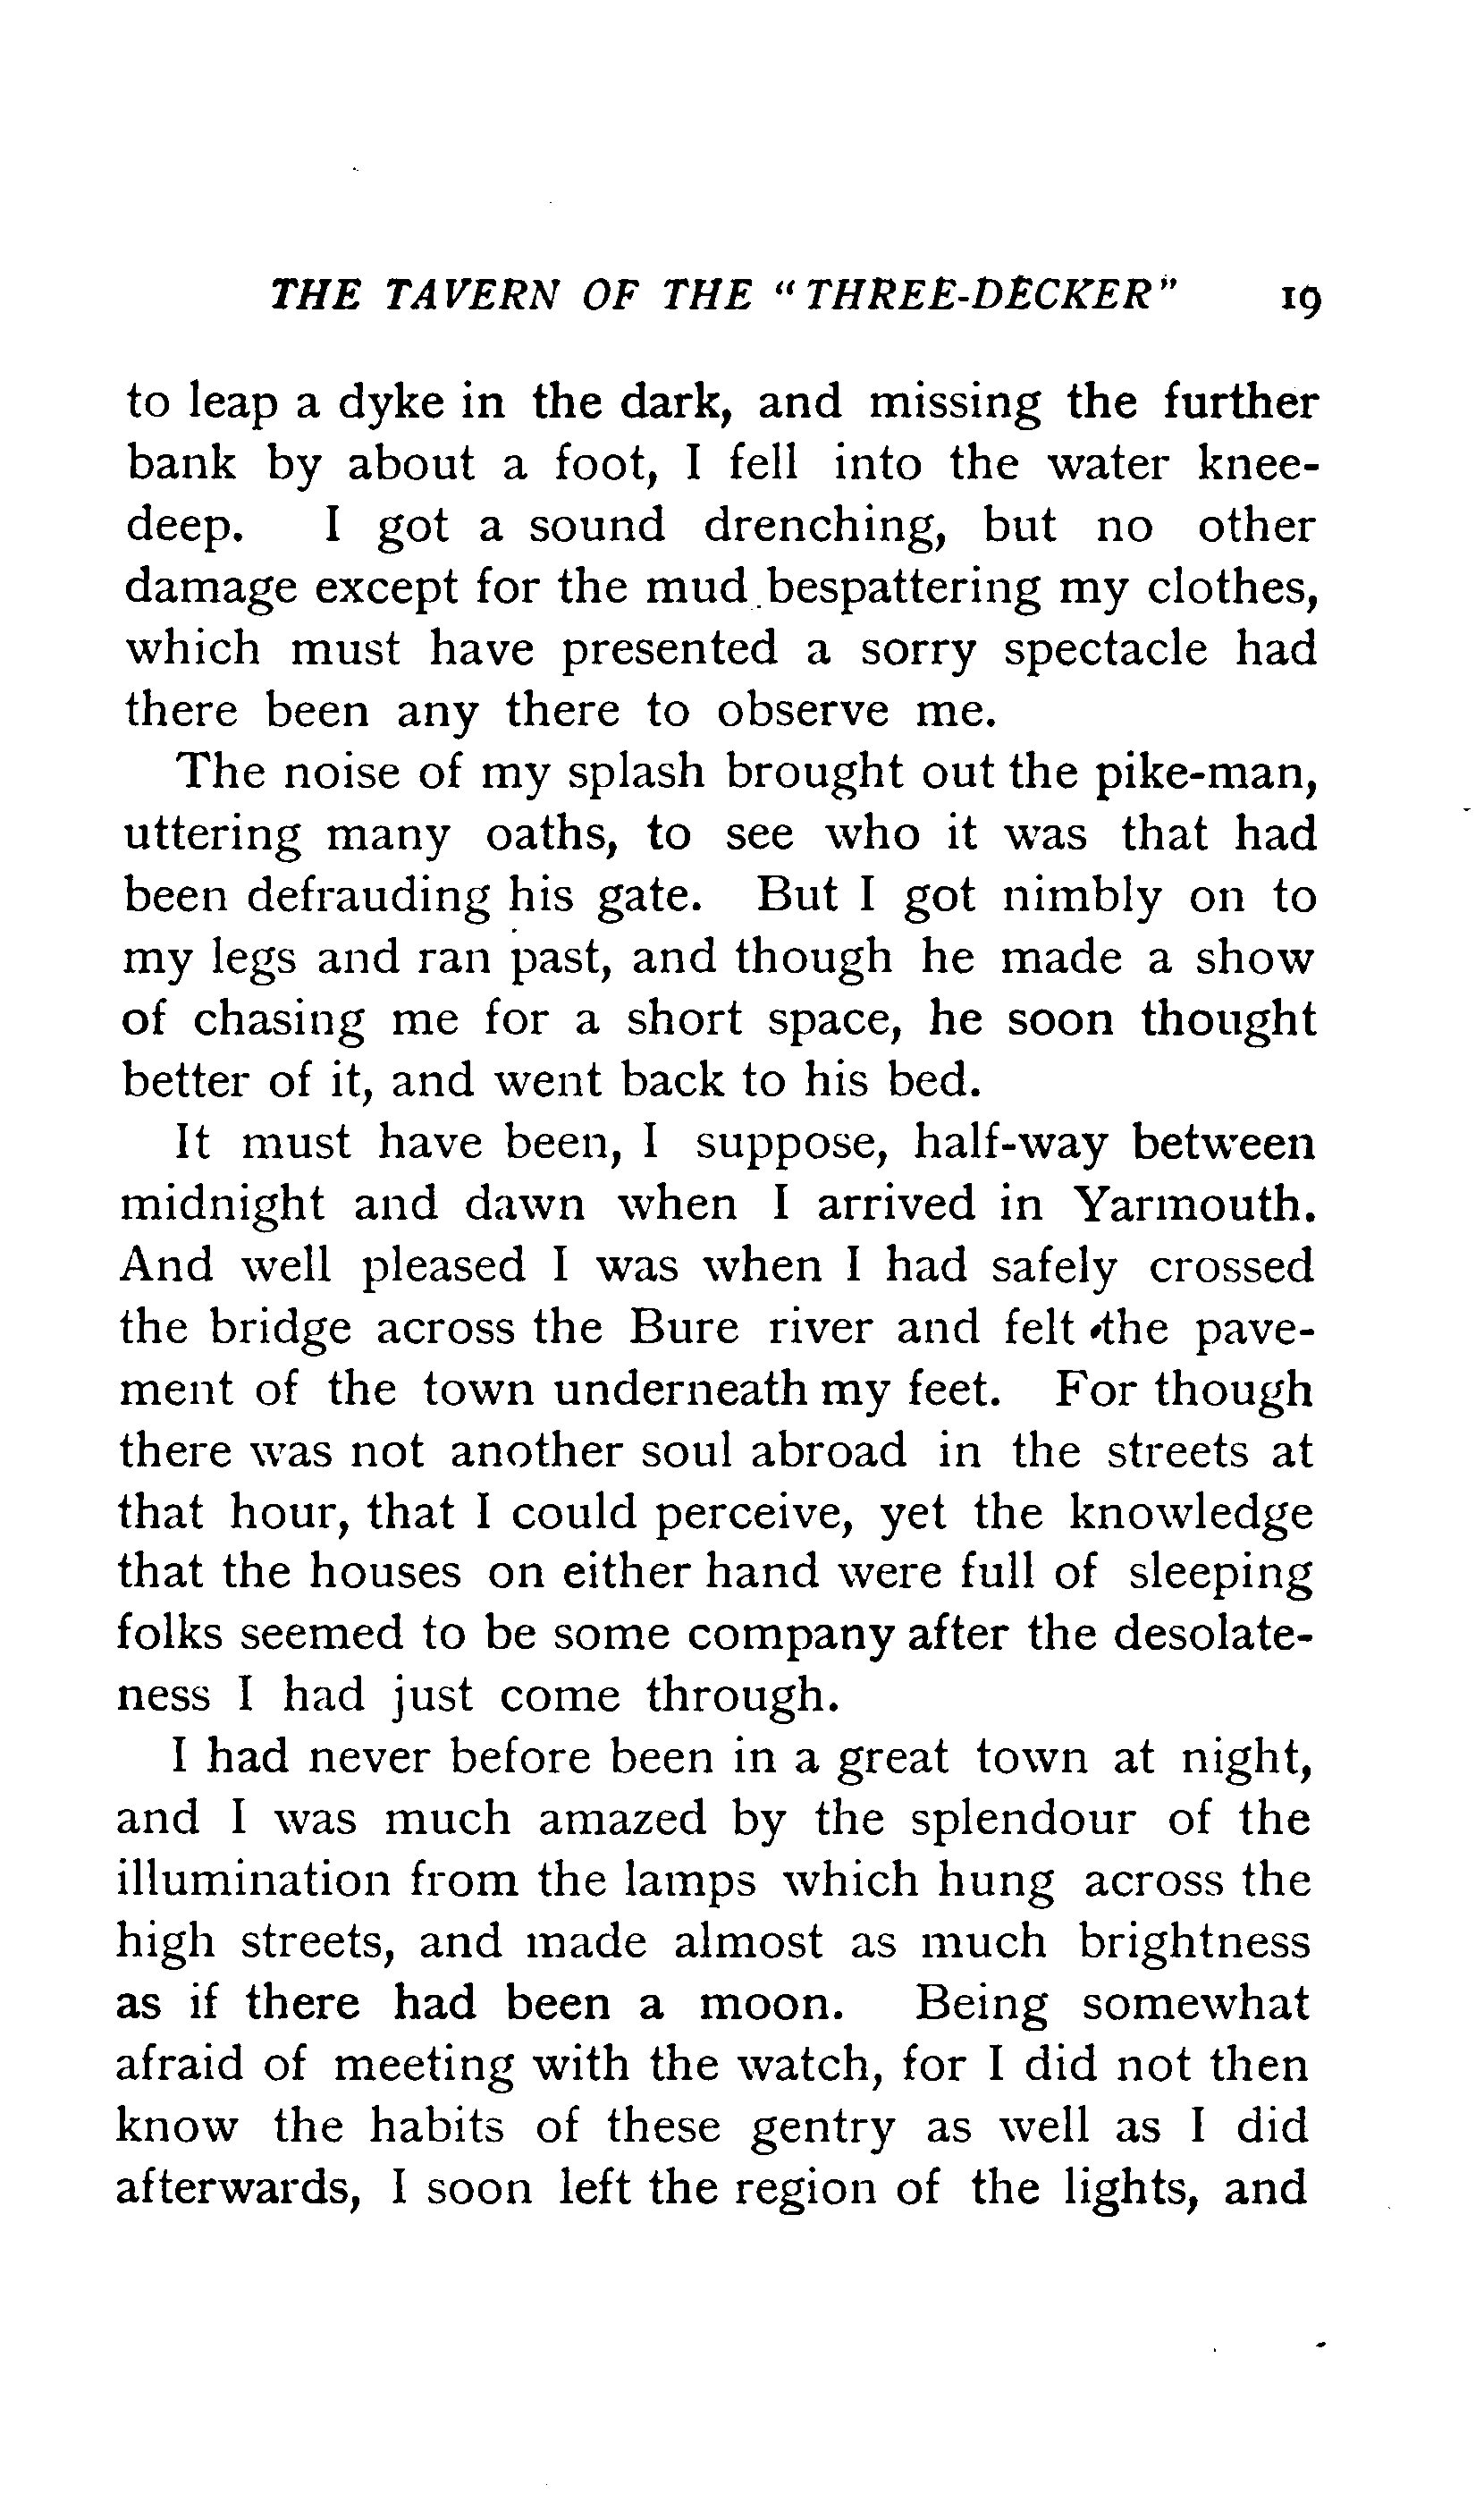 THE TAVERN OF THE "THREE-DECKER" 19
to leap a dyke in the dark, and missing the further
bank by about a foot, I fell into the water knee-
deep. I got a sound drenching, but no other
damage except for the mud bespattering my clothes,
which must have presented a sorry spectacle had
there been any there to observe me.
The noise of my splash brought out the pike-man,
uttering many oaths, to see who it was that had
been defrauding his gate. But I got nimbly on to
my legs and ran past, and though he made a show
of chasing me for a short space, he soon thought
better of it, and went back to his bed.
It must have been, I suppose, half-way between
midnight and dawn when I arrived in Yarmouth.
And well pleased I was when I had safely crossed
the bridge across the Bure river and felt the pave-
ment of the town underneath my feet. For though
there was not another soul abroad in the streets at
that hour, that I could perceive, yet the knowledge
that the houses on either hand were full of sleeping
folks seemed to be some company after the desolate-
ness I had just come through.
I had never before been in a great town at night,
and I was much amazed by the splendour of the
illumination from the lamps which hung across the
high streets, and made almost as much brightness
as if there had been a moon. Being somewhat
afraid of meeting with the watch, for I did not then
know the habits of these gentry as well as I did
afterwards, I soon left the region of the lights, and